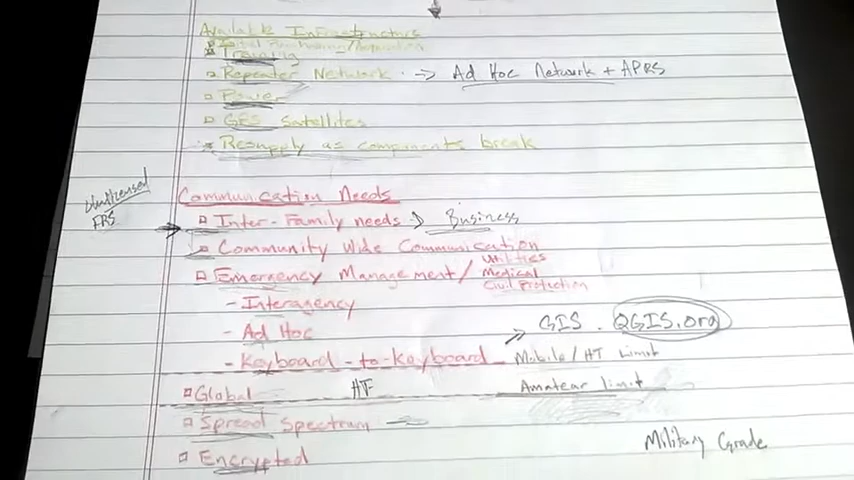 Available Infrastructure
Training
Repeater Network -> Ad Hoc Network + APRS
Power
Satellites
Resupply as components break
Unlicensed
FRS
Communication Needs
Inter-Family needs -> Business
Community Wide Communication
Emergency Management / Utilities
Medical
Civil Protection
- Interagency
- Ad Hoc
-> GIS . QGIS.org
- Keyboard-to-Keyboard - Mobile/HT Limit
Global HF Amatear limit
Spread Spectrum
Military Grade
Encrypted